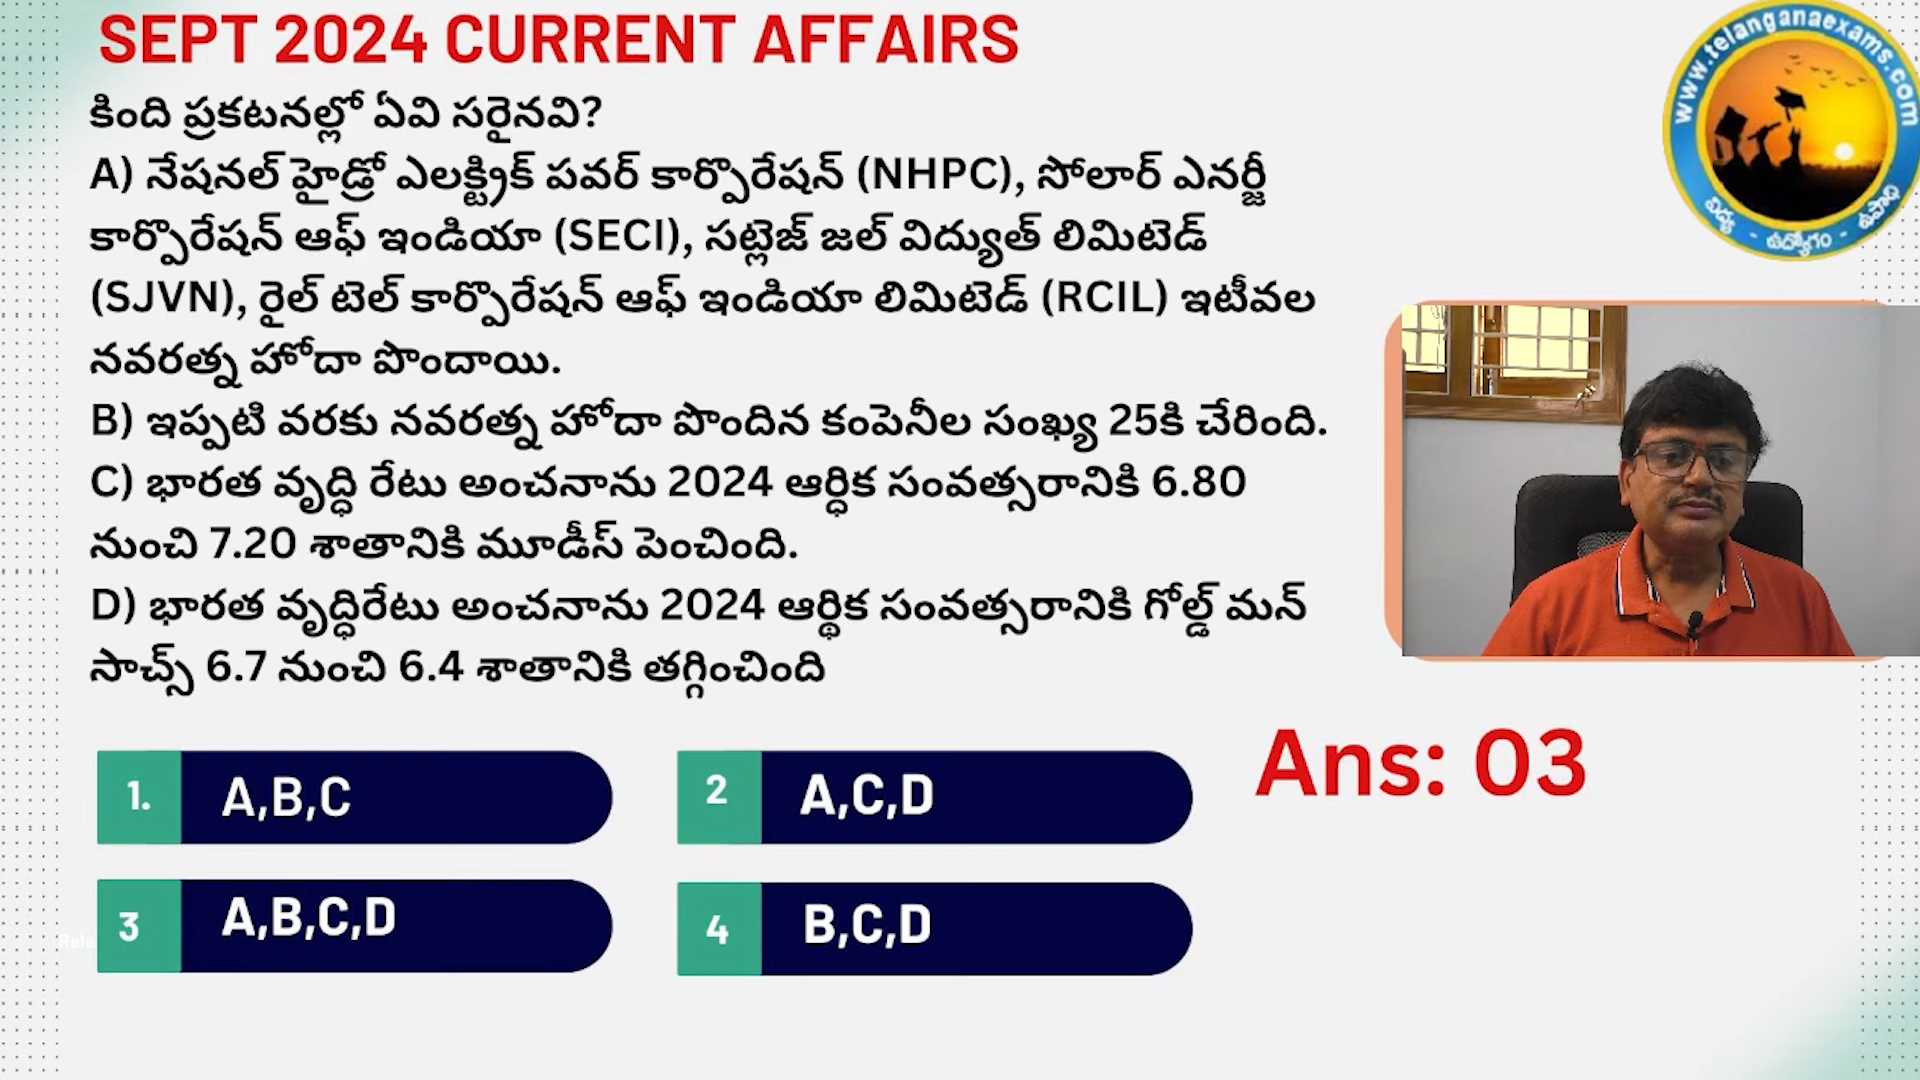 SEPT 2024 CURRENT AFFAIRS
కింది ప్రకటనల్లో ఏవి సరైనవి?
A) నేషనల్ హైడ్రో ఎలక్ట్రిక్ పవర్ కార్పొరేషన్ (NHPC), సోలార్ ఎనర్జీ
కార్పొరేషన్ ఆఫ్ ఇండియా (SECI), సట్లెజ్ జల్ విద్యుత్ లిమిటెడ్
(SJVN), రైల్ టెల్ కార్పొరేషన్ ఆఫ్ ఇండియా లిమిటెడ్ (RCIL) ఇటీవల
నవరత్న హోదా పొందాయి.
B) ఇప్పటి వరకు నవరత్న హోదా పొందిన కంపెనీల సంఖ్య 25కి చేరింది.
C) భారత వృద్ధి రేటు అంచనాను 2024 ఆర్ధిక సంవత్సరానికి 6.80
నుంచి 7.20 శాతానికి మూడీస్ పెంచింది.
D) భారత వృద్ధిరేటు అంచనాను 2024 ఆర్థిక సంవత్సరానికి గోల్డ్ మన్
సాచ్స్ 6.7 నుంచి 6.4 శాతానికి తగ్గించింది
1. A,B,C
2 A,C,D
3 A,B,C,D
4 B,C,D
Ans: 03
www.telanganaexams.com
విద్య - ఉద్యోగం - ఉపాధి
Rela